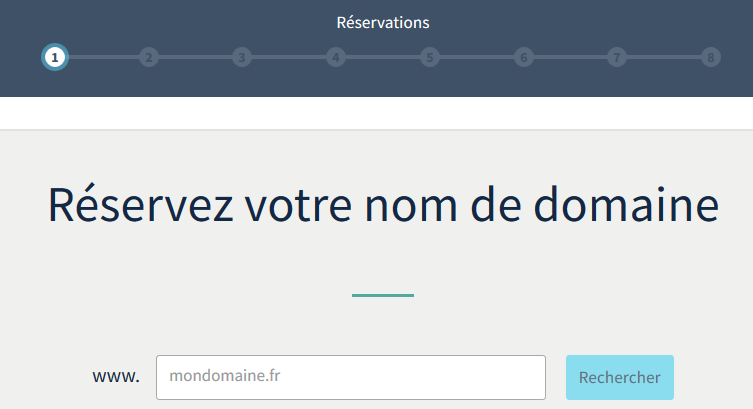 Réservations
1 2 3 4 5 6 7 8
Réservez votre nom de domaine
www. mondomaine.fr Rechercher